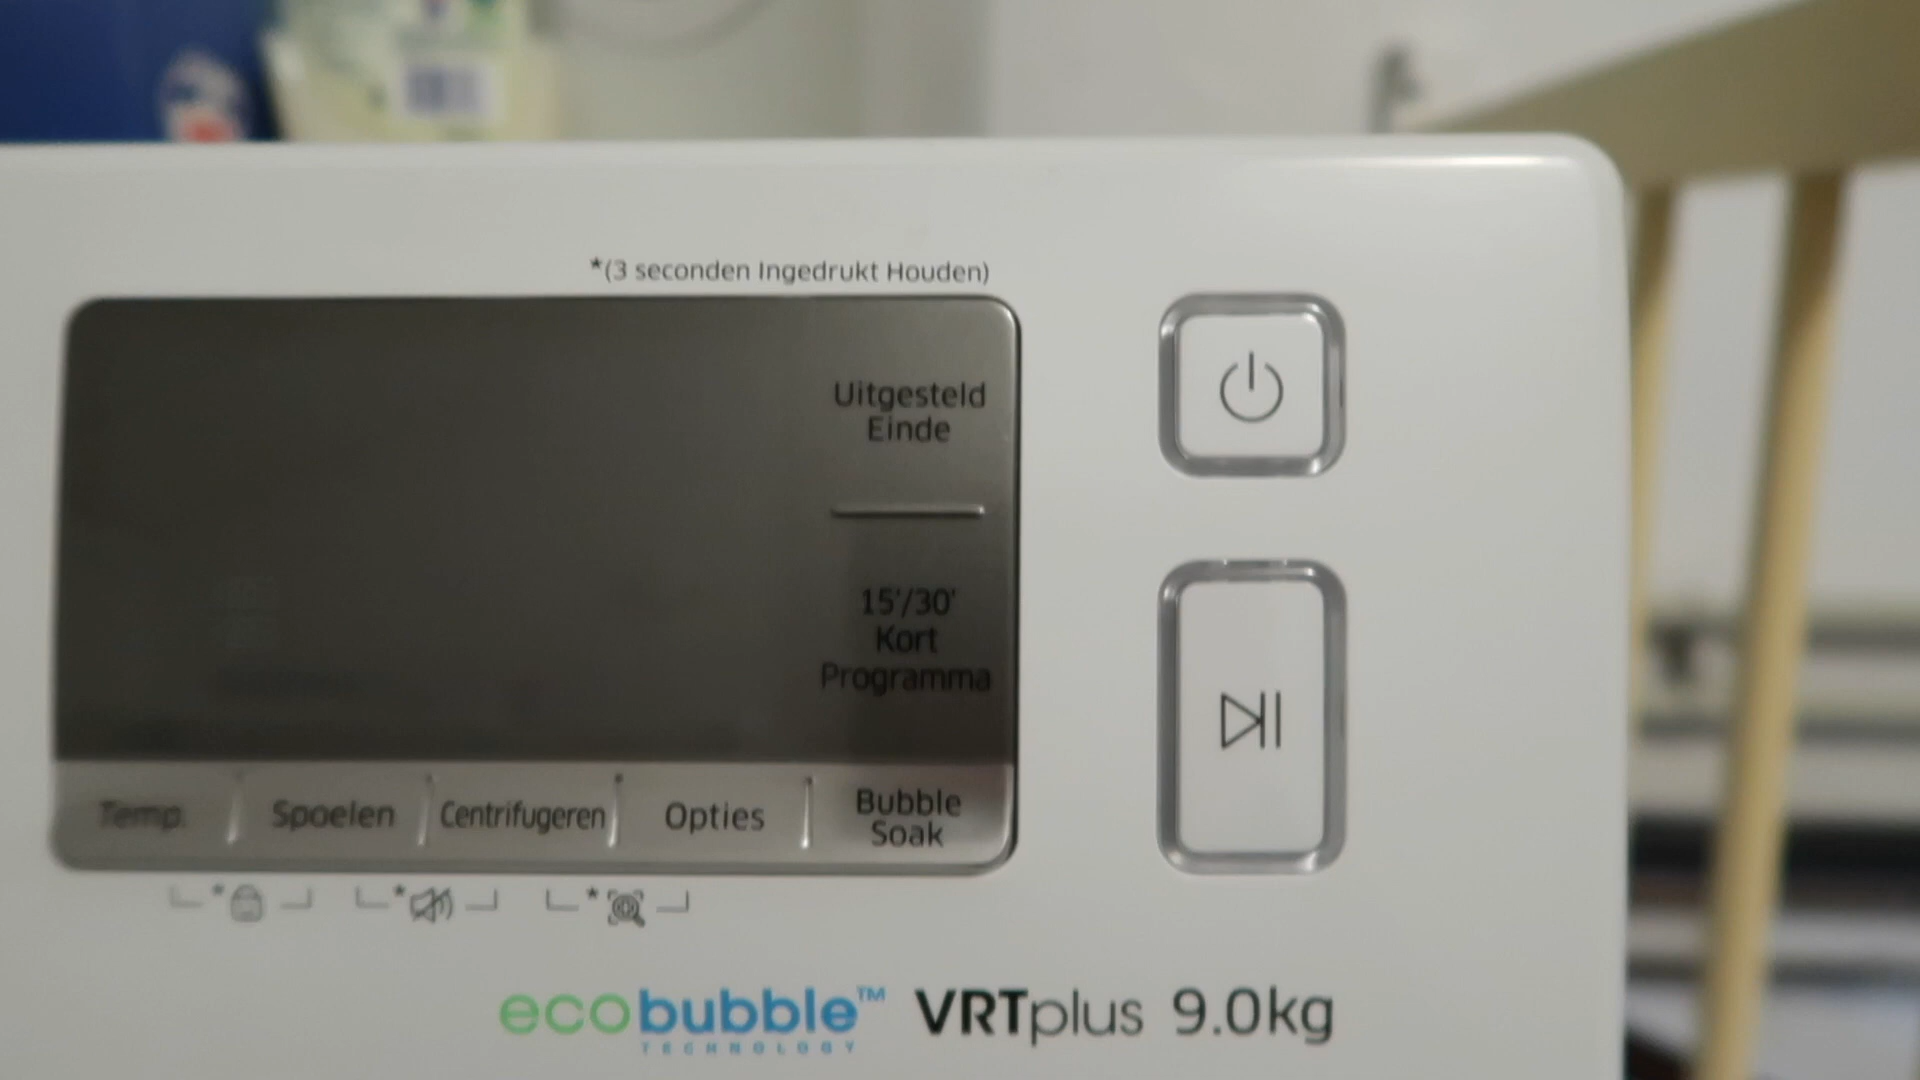 *(3 seconden Ingedrukt Houden)
Uitgesteld
Einde
15'/30'
Kort
Programma
Temp. Spoelen Centrifugeren Opties Bubble Soak
* * *
ecobubble™ VRTplus 9.0kg
TECHNOLOGY